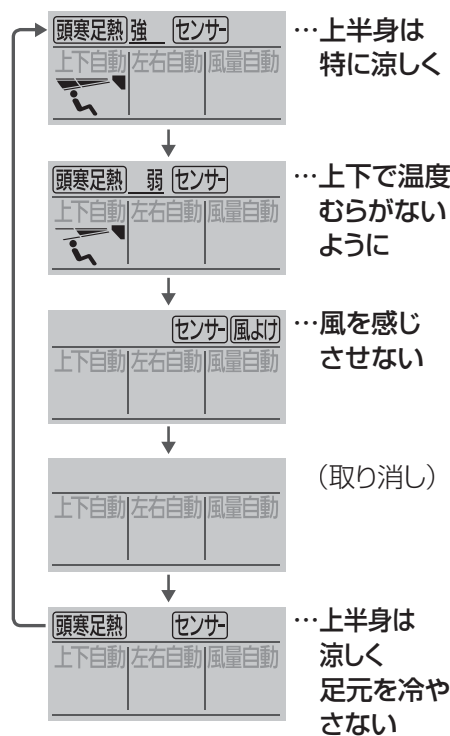 頭寒足熱 強 センサー
上下自動 左右自動 風量自動
…上半身は
特に涼しく
頭寒足熱 弱 センサー
上下自動 左右自動 風量自動
…上下で温度
むらがない
ように
センサー 風よけ
上下自動 左右自動 風量自動
…風を感じ
させない
上下自動 左右自動 風量自動
（取り消し）
頭寒足熱 センサー
上下自動 左右自動 風量自動
…上半身は
涼しく
足元を冷や
さない